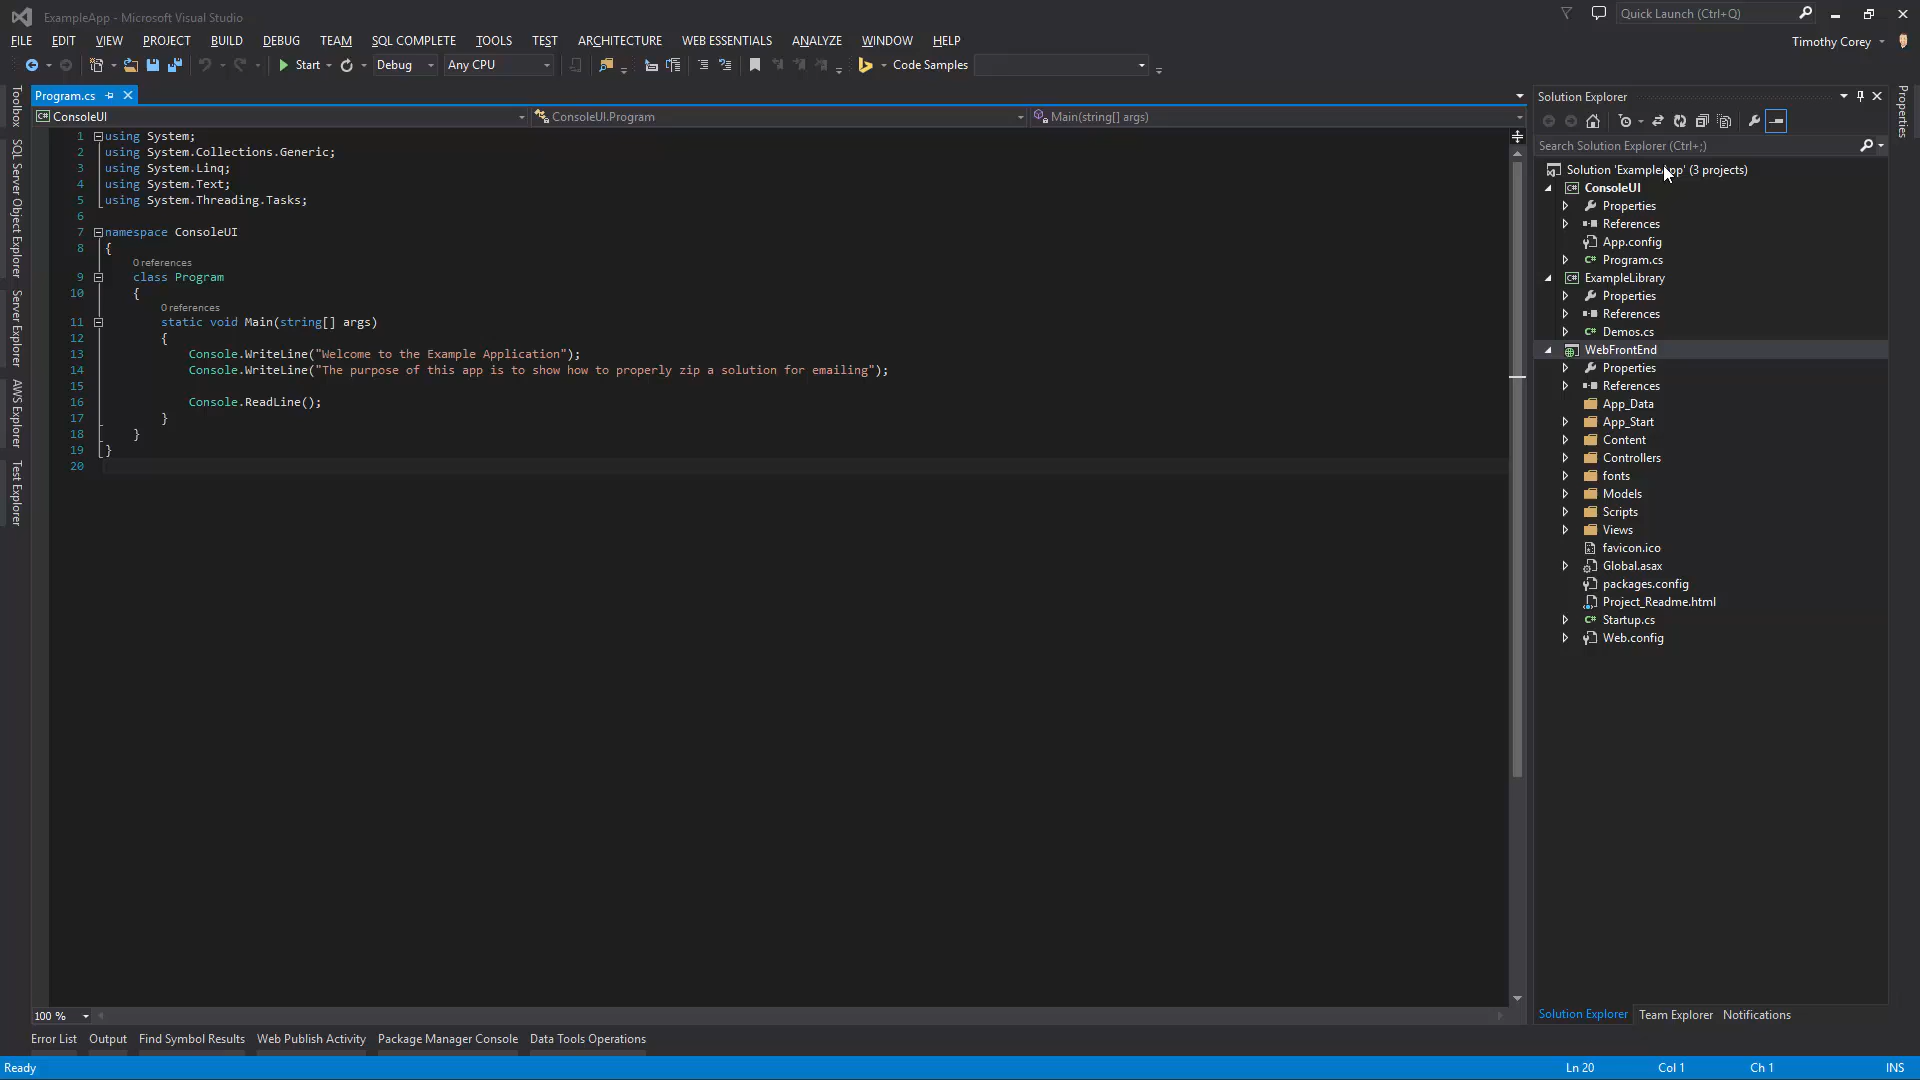 ExampleApp - Microsoft Visual Studio
Quick Launch (Ctrl+Q)
FILE EDIT VIEW PROJECT BUILD DEBUG TEAM SQL COMPLETE TOOLS TEST ARCHITECTURE WEB ESSENTIALS ANALYZE WINDOW HELP
Timothy Corey
Start Debug Any CPU Code Samples
Toolbox
SQL Server Object Explorer
Server Explorer
AWS Explorer
Test Explorer
Program.cs
ConsoleUI ConsoleUI.Program Main(string[] args)
1 using System;
2 using System.Collections.Generic;
3 using System.Linq;
4 using System.Text;
5 using System.Threading.Tasks;
6
7 namespace ConsoleUI
8 {
0 references
9 class Program
10 {
0 references
11 static void Main(string[] args)
12 {
13 Console.WriteLine("Welcome to the Example Application");
14 Console.WriteLine("The purpose of this app is to show how to properly zip a solution for emailing");
15
16 Console.ReadLine();
17 }
18 }
19 }
20
100 %
Solution Explorer
Search Solution Explorer (Ctrl+;)
Solution 'ExampleApp' (3 projects)
ConsoleUI
Properties
References
App.config
Program.cs
ExampleLibrary
Properties
References
Demos.cs
WebFrontEnd
Properties
References
App_Data
App_Start
Content
Controllers
fonts
Models
Scripts
Views
favicon.ico
Global.asax
packages.config
Project_Readme.html
Startup.cs
Web.config
Solution Explorer Team Explorer Notifications
Properties
Error List Output Find Symbol Results Web Publish Activity Package Manager Console Data Tools Operations
Ready Ln 20 Col 1 Ch 1 INS